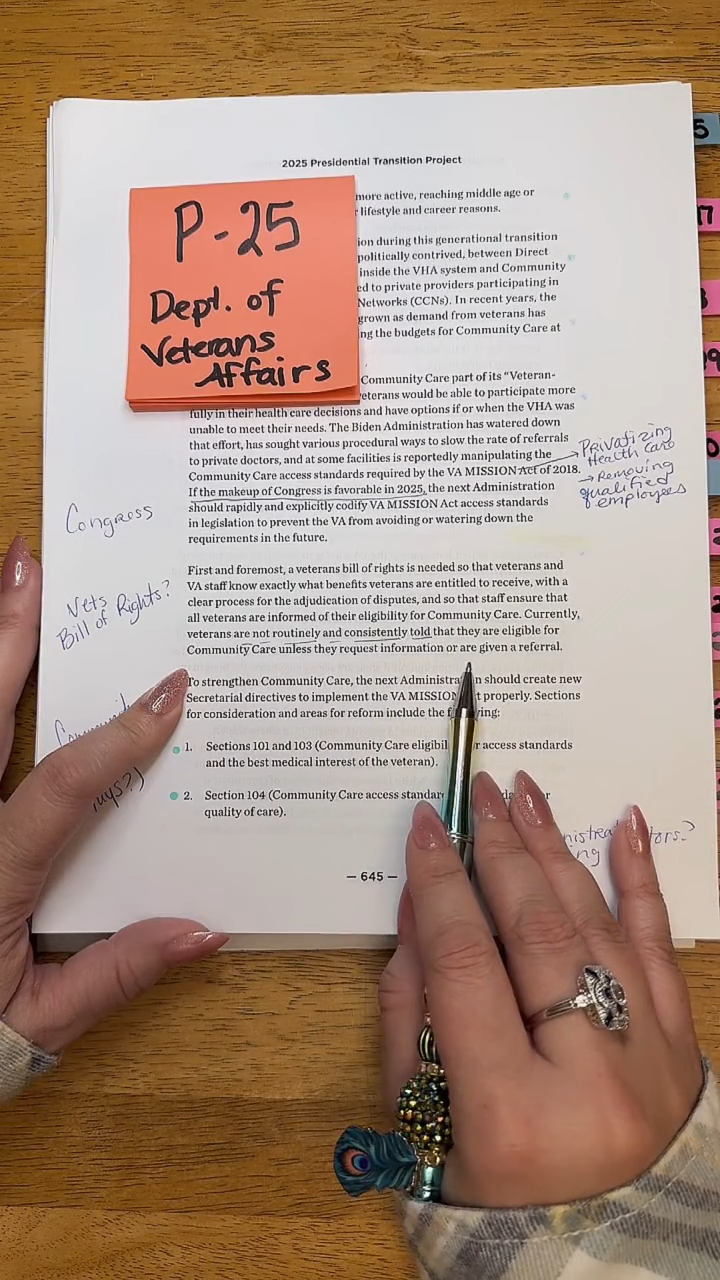 2025 Presidential Transition Project
more active, reaching middle age or
lifestyle and career reasons.
P-25
Dept. of
Veterans
Affairs
ion during this generational transition
politically contrived, between Direct
inside the VHA system and Community
ed to private providers participating in
Networks (CCNs). In recent years, the
grown as demand from veterans has
ng the budgets for Community Care at
Community Care part of its “Veteran-
eterans would be able to participate more
fully in their health care decisions and have options if or when the VHA was
unable to meet their needs. The Biden Administration has watered down
that effort, has sought various procedural ways to slow the rate of referrals
to private doctors, and at some facilities is reportedly manipulating the
Community Care access standards required by the VA MISSION Act of 2018.
If the makeup of Congress is favorable in 2025, the next Administration
should rapidly and explicitly codify VA MISSION Act access standards
in legislation to prevent the VA from avoiding or watering down the
requirements in the future.
→ Privatizing
Health Care
→ Removing
qualified
employees
Congress
First and foremost, a veterans bill of rights is needed so that veterans and
VA staff know exactly what benefits veterans are entitled to receive, with a
clear process for the adjudication of disputes, and so that staff ensure that
all veterans are informed of their eligibility for Community Care. Currently,
veterans are not routinely and consistently told that they are eligible for
Community Care unless they request information or are given a referral.
Vets
Bill of Rights?
To strengthen Community Care, the next Administra n should create new
Secretarial directives to implement the VA MISSION t properly. Sections
for consideration and areas for reform include the f ying:
1. Sections 101 and 103 (Community Care eligibil r access standards
and the best medical interest of the veteran).
2. Section 104 (Community Care access standar
quality of care).
— 645 —
5